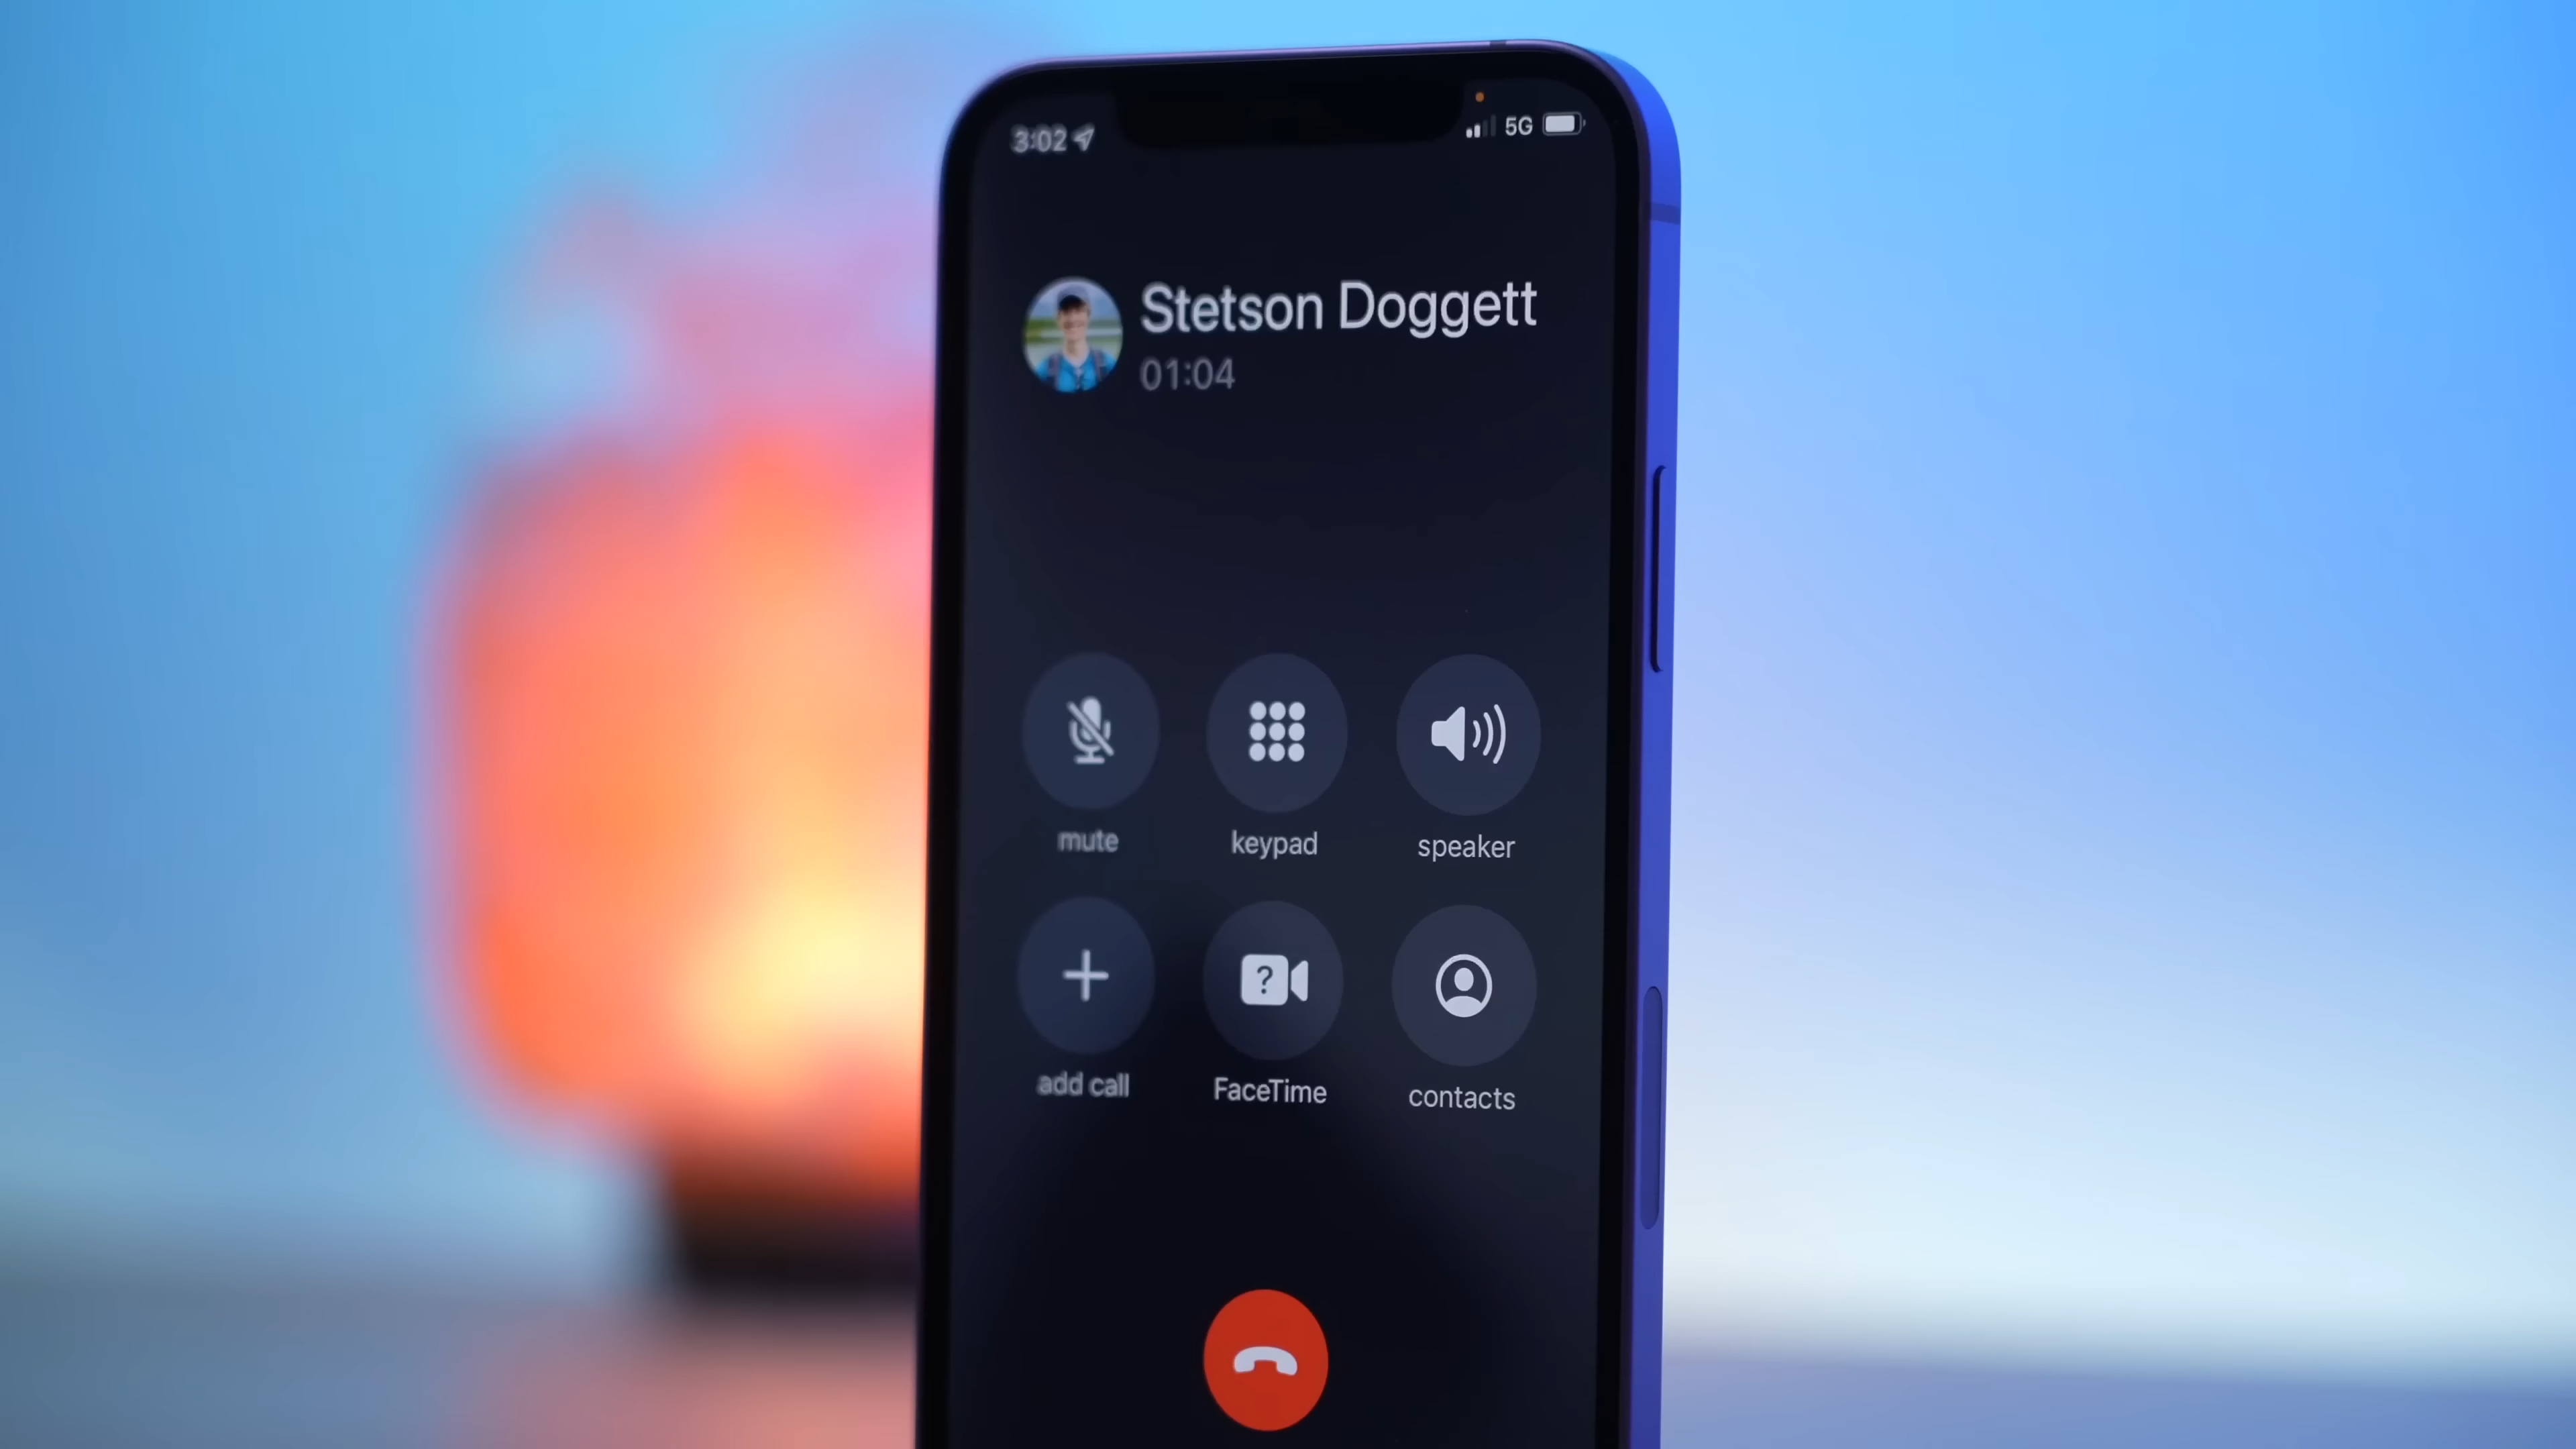 3:02 5G
Stetson Doggett
01:04
mute keypad speaker
?
add call FaceTime contacts